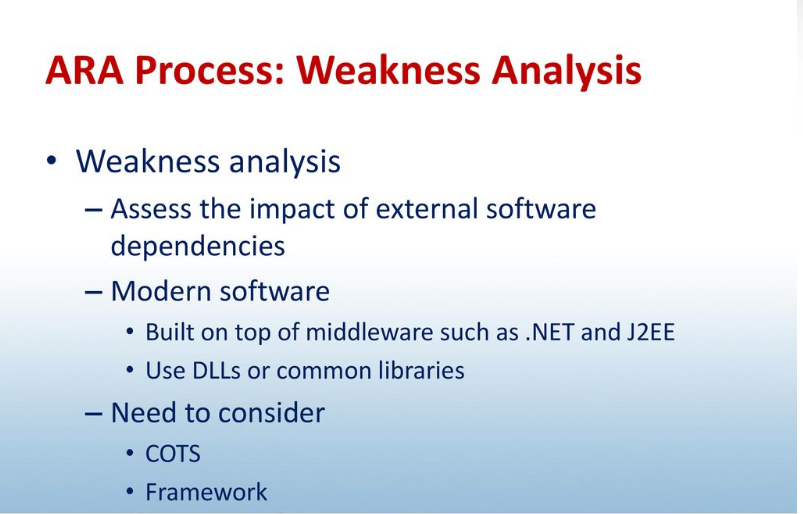 ARA Process: Weakness Analysis
• Weakness analysis
– Assess the impact of external software
dependencies
– Modern software
• Built on top of middleware such as .NET and J2EE
• Use DLLs or common libraries
– Need to consider
• COTS
• Framework